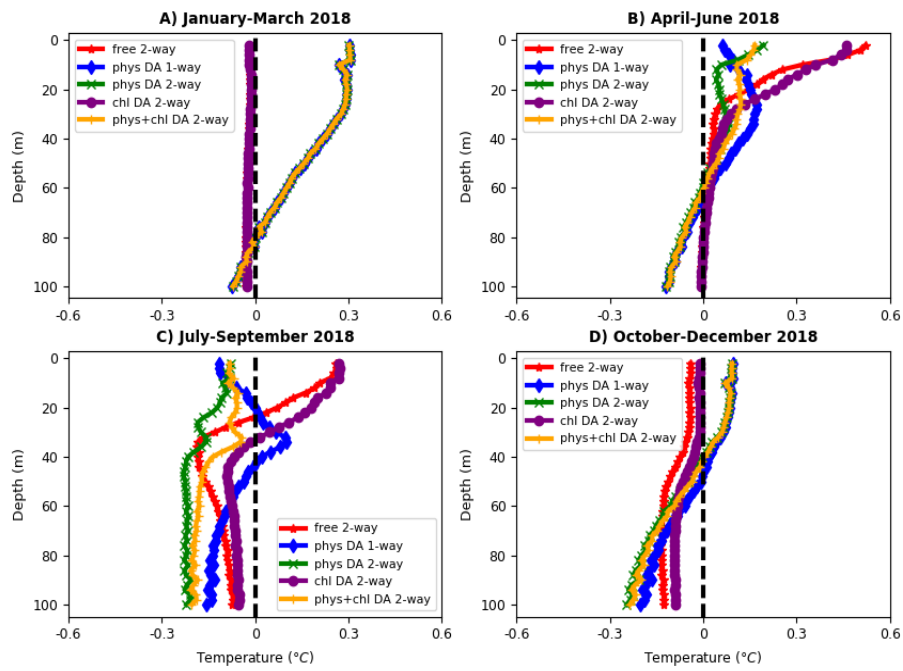 A) January-March 2018
free 2-way
phys DA 1-way
phys DA 2-way
chl DA 2-way
phys+chl DA 2-way
0
20
40
60
80
100
Depth (m)
-0.6
-0.3
0
0.3
0.6
B) April-June 2018
free 2-way
phys DA 1-way
phys DA 2-way
chl DA 2-way
phys+chl DA 2-way
0
20
40
60
80
100
Depth (m)
-0.6
-0.3
0
0.3
0.6
C) July-September 2018
0
20
40
60
80
100
Depth (m)
free 2-way
phys DA 1-way
phys DA 2-way
chl DA 2-way
phys+chl DA 2-way
-0.6
-0.3
0
0.3
0.6
Temperature (°C)
D) October-December 2018
free 2-way
phys DA 1-way
phys DA 2-way
chl DA 2-way
phys+chl DA 2-way
0
20
40
60
80
100
Depth (m)
-0.6
-0.3
0
0.3
0.6
Temperature (°C)